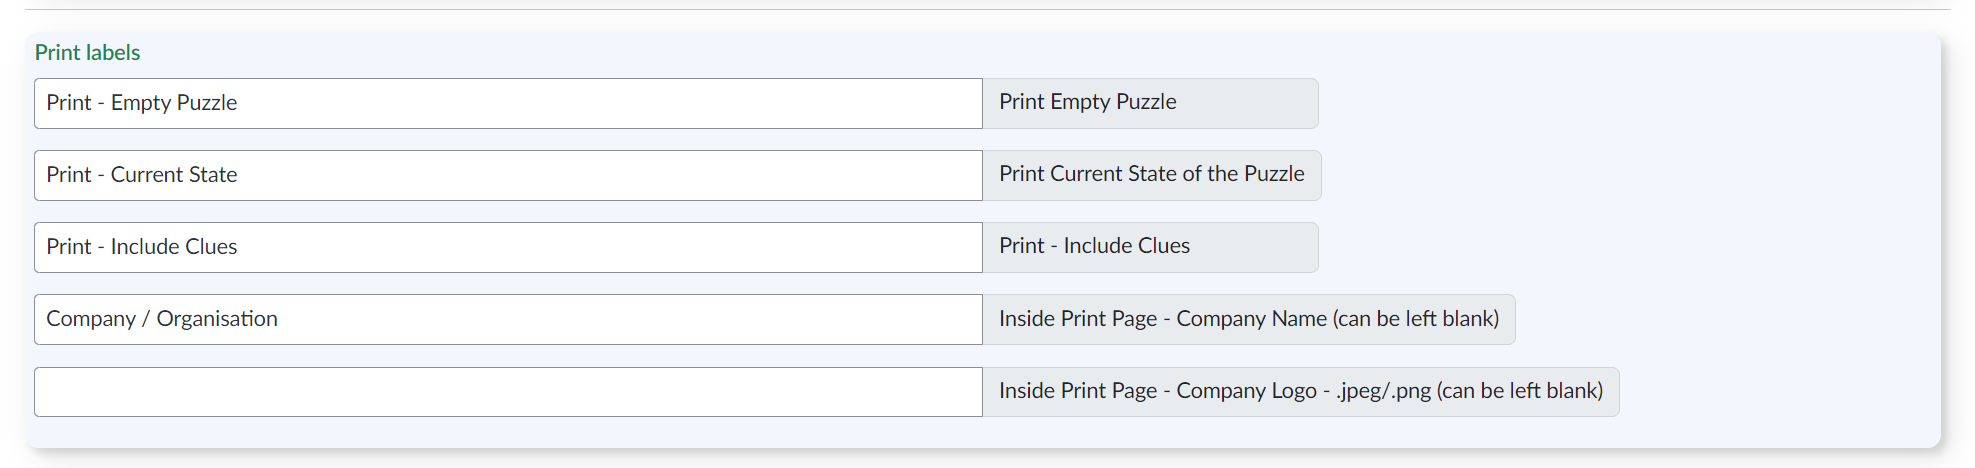 Print labels
Print - Empty Puzzle Print Empty Puzzle
Print - Current State Print Current State of the Puzzle
Print - Include Clues Print - Include Clues
Company / Organisation Inside Print Page - Company Name (can be left blank)
Inside Print Page - Company Logo - .jpeg/.png (can be left blank)